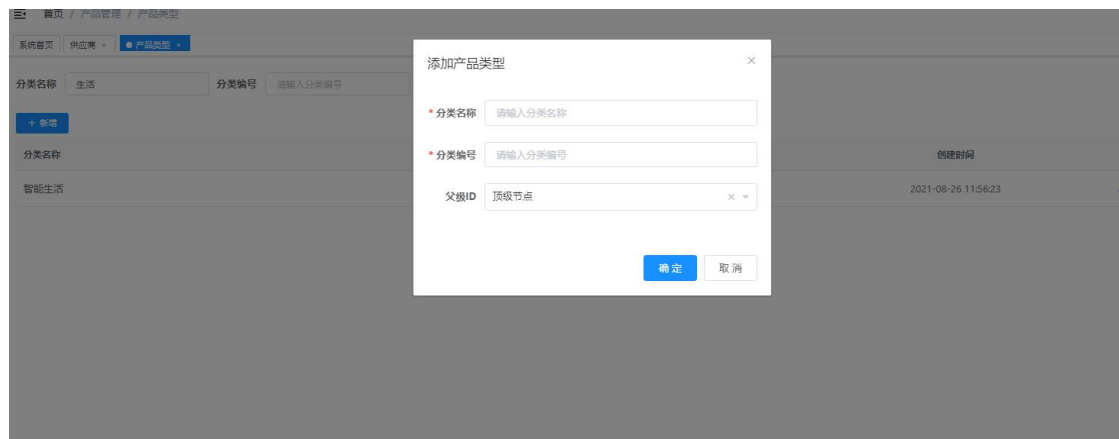 首页 / 产品管理 / 产品类型
系统首页 供应商 × 产品类型 ×
分类名称 生活 分类编号 请输入分类编号
+ 新增
分类名称 创建时间
智能生活 2021-08-26 11:56:23
添加产品类型 ×
* 分类名称 请输入分类名称
* 分类编号 请输入分类编号
父级ID 顶级节点 ×
确定 取消